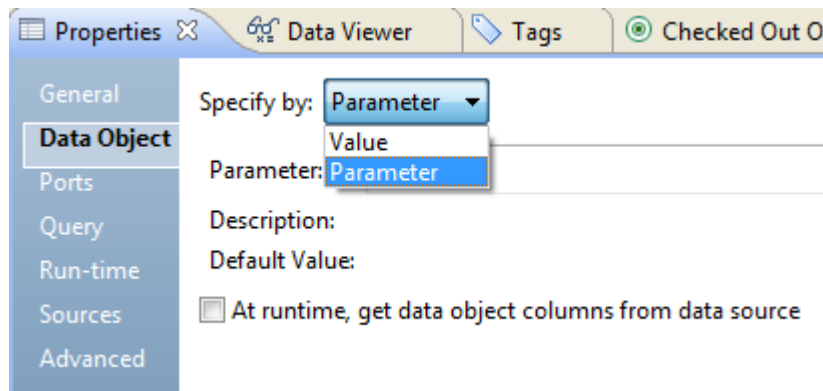 Properties Data Viewer Tags Checked Out O
General
Specify by: Parameter
Data Object
Value
Parameter: Parameter
Ports
Description:
Query
Default Value:
Run-time
At runtime, get data object columns from data source
Sources
Advanced